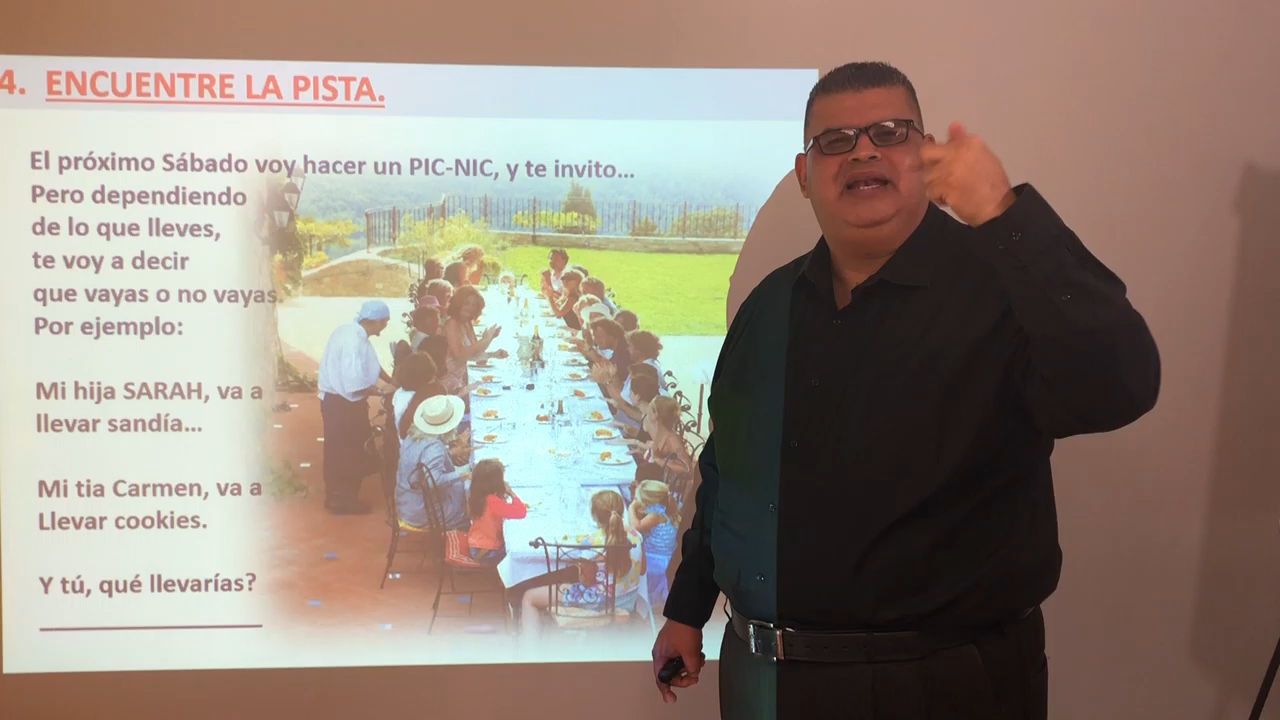 4. ENCUENTRE LA PISTA.
El próximo Sábado voy hacer un PIC-NIC, y te invito...
Pero dependiendo
de lo que lleves,
te voy a decir
que vayas o no vayas.
Por ejemplo:
Mi hija SARAH, va a
llevar sandía...
Mi tia Carmen, va a
Llevar cookies.
Y tú, qué llevarías?